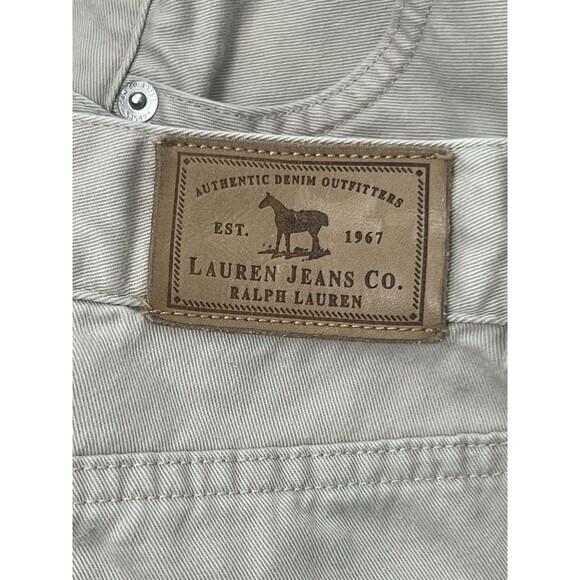 AUTHENTIC DENIM OUTFITTERS
EST. 1967
LAUREN JEANS CO.
RALPH LAUREN